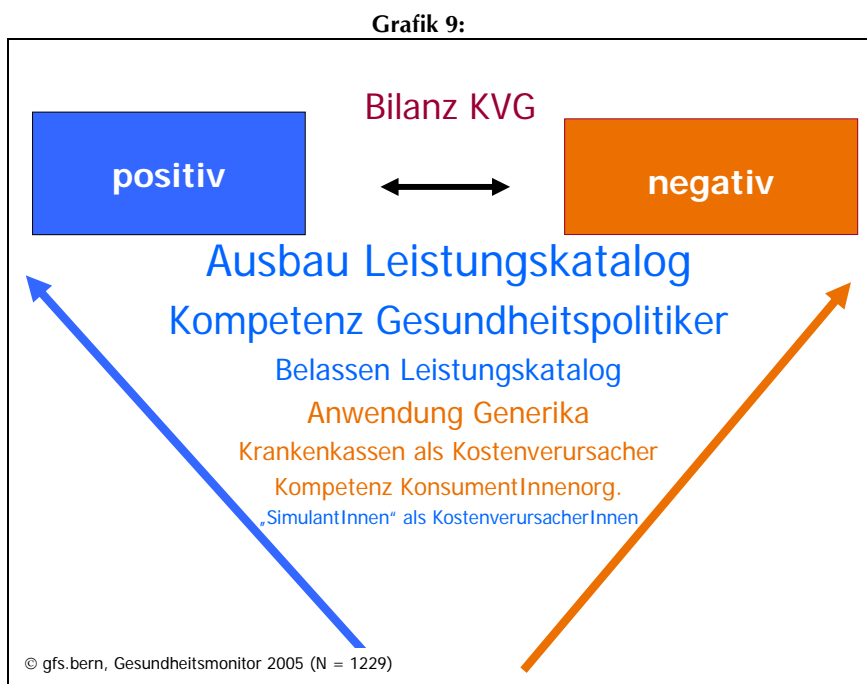 Grafik 9:
Bilanz KVG
positiv
negativ
Ausbau Leistungskatalog
Kompetenz Gesundheitspolitiker
Belassen Leistungskatalog
Anwendung Generika
Krankenkassen als Kostenverursacher
Kompetenz KonsumentInnenorg.
„SimulantInnen“ als KostenverursacherInnen
© gfs.bern, Gesundheitsmonitor 2005 (N = 1229)